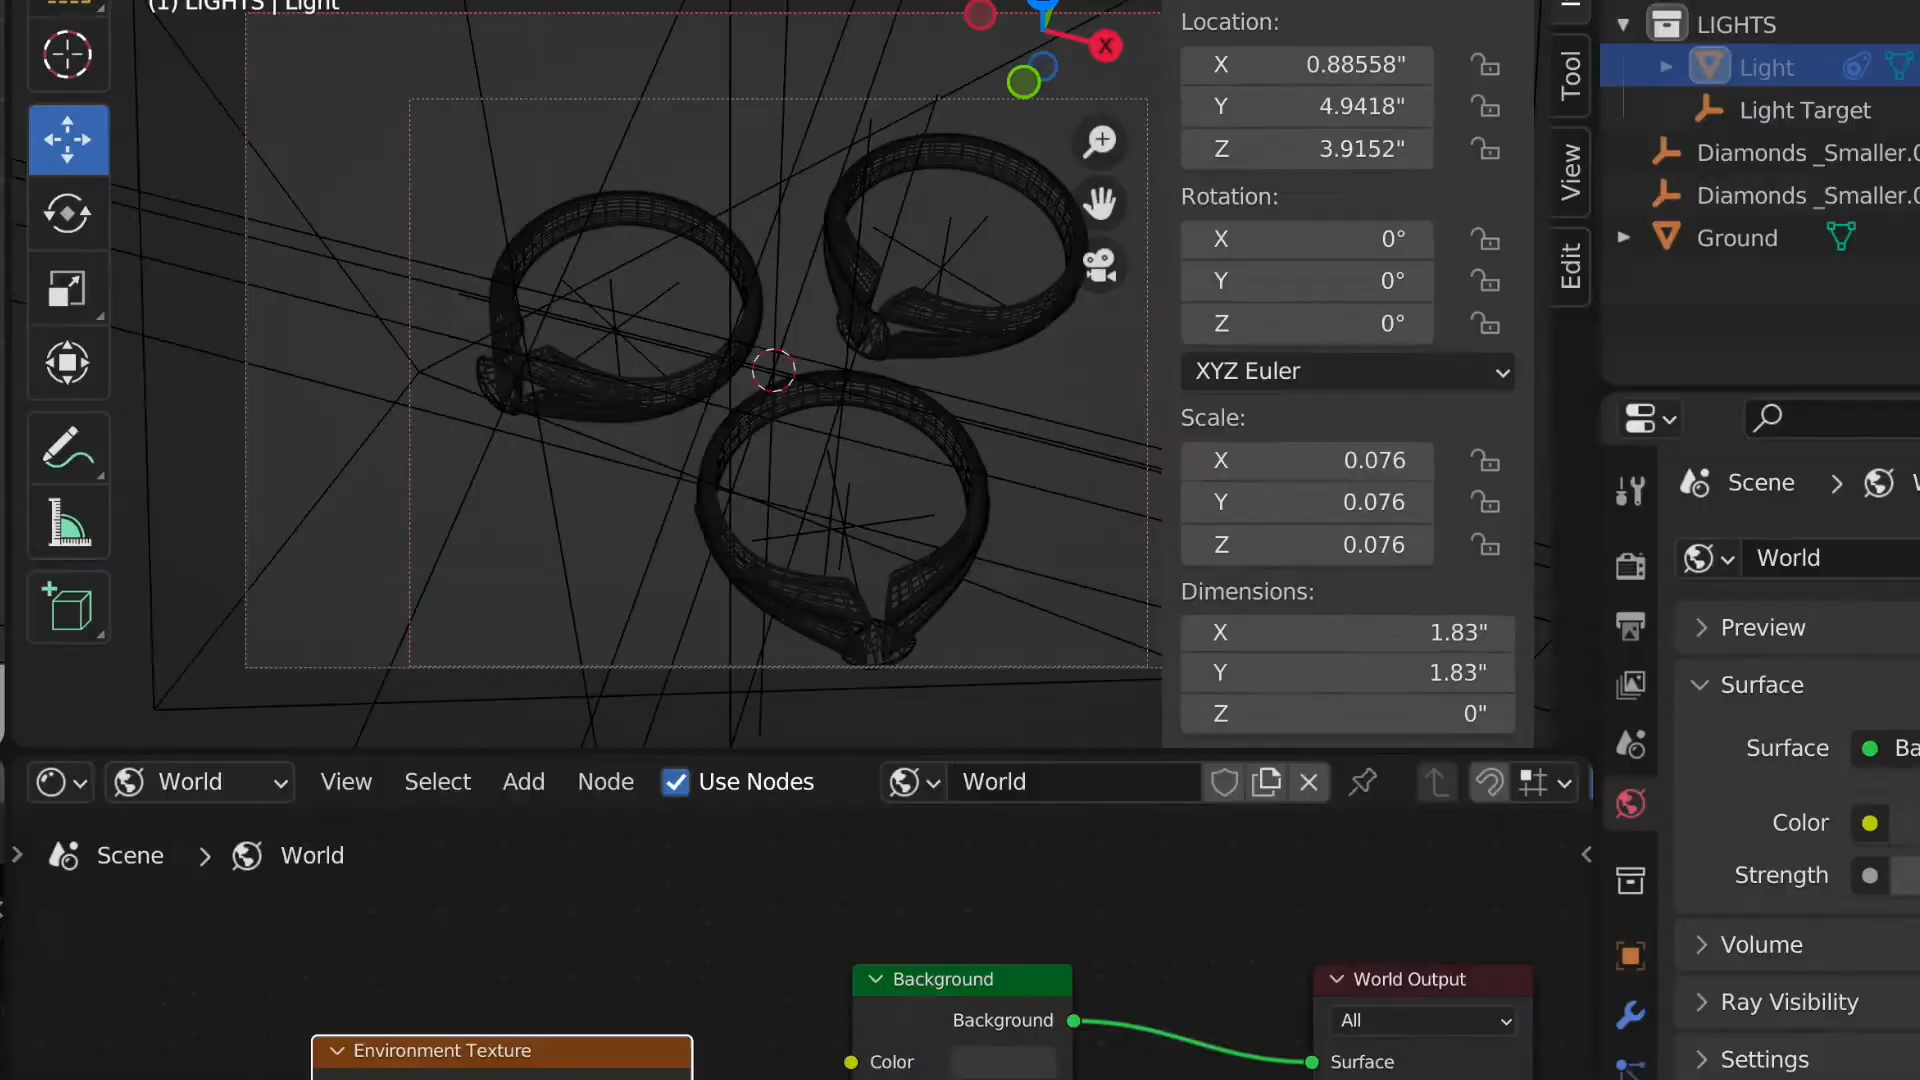 (1) LIGHTS | Light
Location:
X 0.88558"
Y 4.9418"
Z 3.9152"
Rotation:
X 0°
Y 0°
Z 0°
XYZ Euler
Scale:
X 0.076
Y 0.076
Z 0.076
Dimensions:
X 1.83"
Y 1.83"
Z 0"
X
Tool
View
Edit
LIGHTS
Light
Light Target
Diamonds _Smaller.0
Diamonds _Smaller.0
Ground
Scene
World
Preview
Surface
Surface Ba
Color
Strength
Volume
Ray Visibility
Settings
World View Select Add Node Use Nodes World
Scene World
Background
Background
Color
World Output
All
Surface
Environment Texture